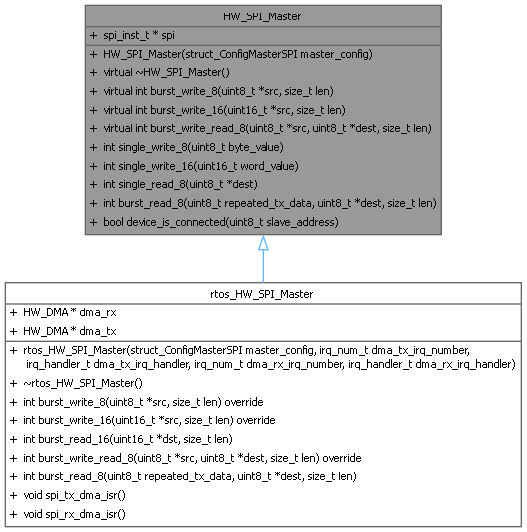 HW_SPI_Master
+ spi_inst_t * spi
+ HW_SPI_Master(struct_ConfigMasterSPI master_config)
+ virtual ~HW_SPI_Master()
+ virtual int burst_write_8(uint8_t *src, size_t len)
+ virtual int burst_write_16(uint16_t *src, size_t len)
+ virtual int burst_write_read_8(uint8_t *src, uint8_t *dest, size_t len)
+ int single_write_8(uint8_t byte_value)
+ int single_write_16(uint16_t word_value)
+ int single_read_8(uint8_t *dest)
+ int burst_read_8(uint8_t repeated_tx_data, uint8_t *dest, size_t len)
+ bool device_is_connected(uint8_t slave_address)
rtos_HW_SPI_Master
+ HW_DMA * dma_rx
+ HW_DMA * dma_tx
+ rtos_HW_SPI_Master(struct_ConfigMasterSPI master_config, irq_num_t dma_tx_irq_number,
irq_handler_t dma_tx_irq_handler, irq_num_t dma_rx_irq_number, irq_handler_t dma_rx_irq_handler)
+ ~rtos_HW_SPI_Master()
+ int burst_write_8(uint8_t *src, size_t len) override
+ int burst_write_16(uint16_t *src, size_t len) override
+ int burst_read_16(uint16_t *dst, size_t len)
+ int burst_write_read_8(uint8_t *src, uint8_t *dest, size_t len) override
+ int burst_read_8(uint8_t repeated_tx_data, uint8_t *dest, size_t len)
+ void spi_tx_dma_isr()
+ void spi_rx_dma_isr()